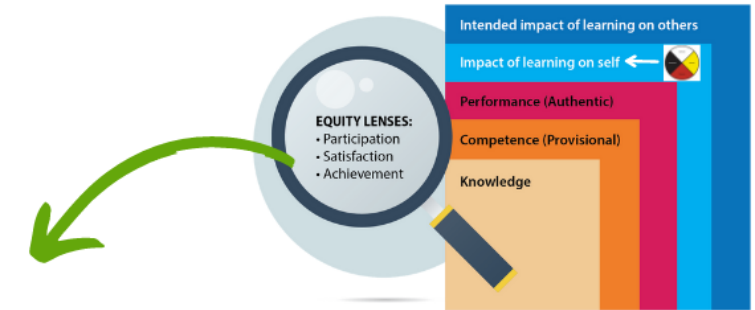 EQUITY LENSES:
• Participation
• Satisfaction
• Achievement
Intended impact of learning on others
Impact of learning on self
Performance (Authentic)
Competence (Provisional)
Knowledge